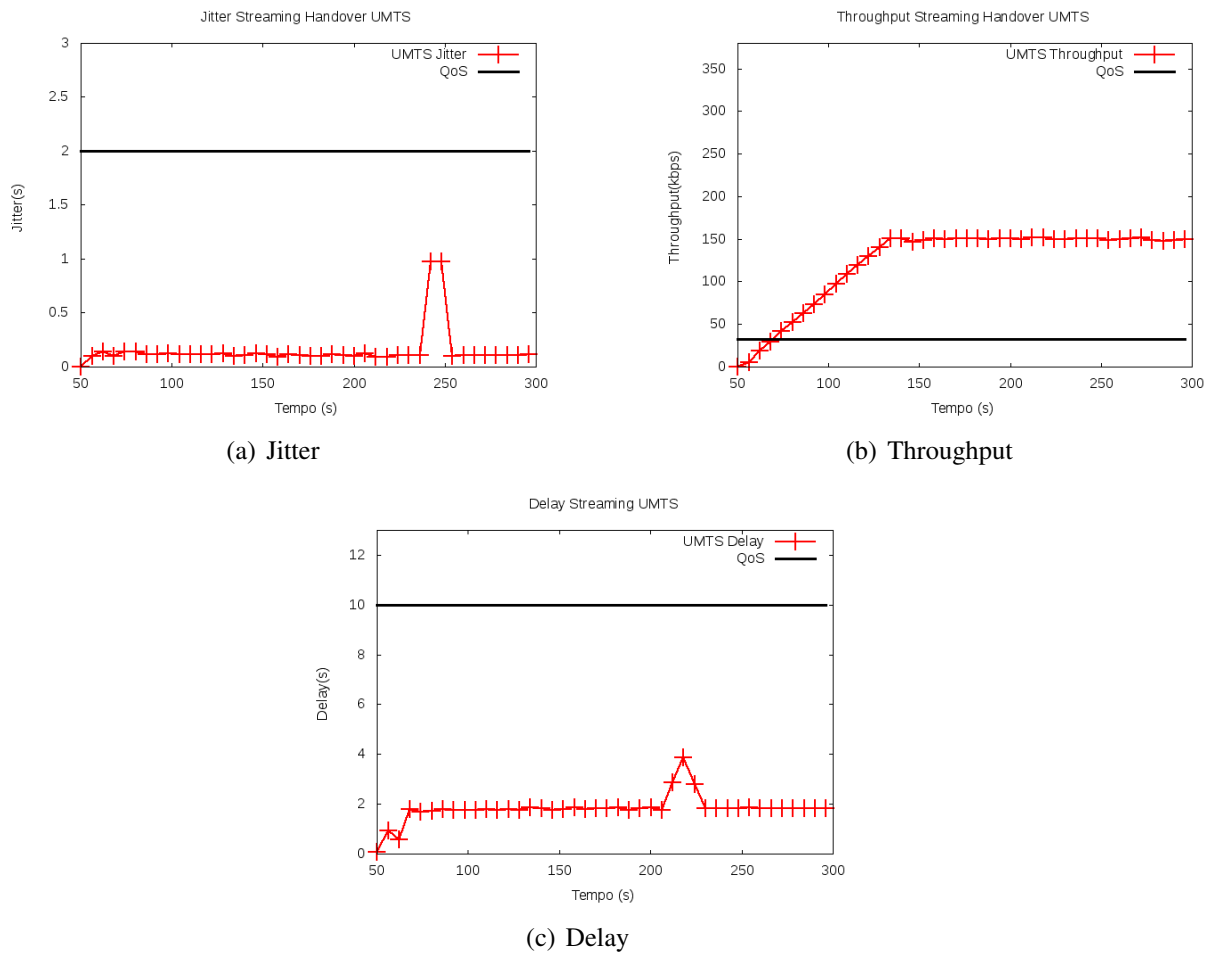 Jitter Streaming Handover UMTS
3
2.5
2
1.5
1
0.5
0
50
100
150
200
250
300
Jitter(s)
Tempo (s)
UMTS Jitter
QoS
(a) Jitter
Throughput Streaming Handover UMTS
350
300
250
200
150
100
50
0
50
100
150
200
250
300
Throughput(kbps)
Tempo (s)
UMTS Throughput
QoS
(b) Throughput
Delay Streaming UMTS
12
10
8
6
4
2
0
50
100
150
200
250
300
Delay(s)
Tempo (s)
UMTS Delay
QoS
(c) Delay